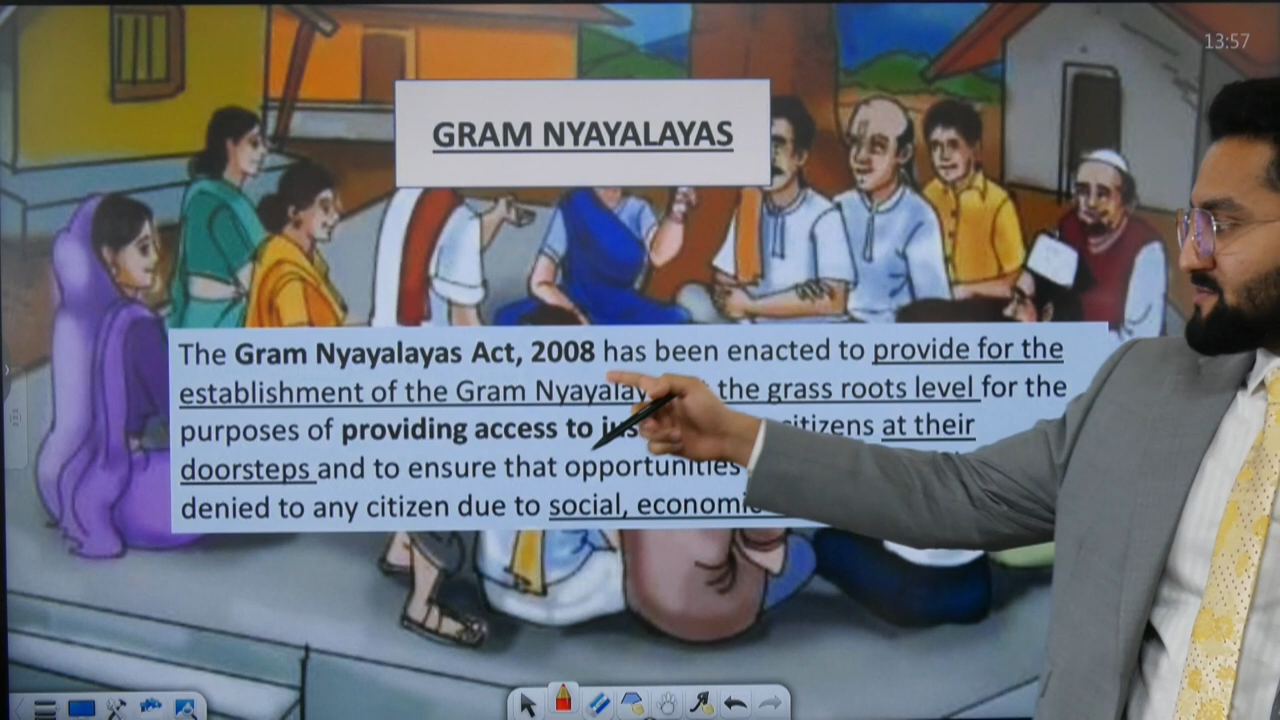 13:57
GRAM NYAYALAYAS
The Gram Nyayalayas Act, 2008 has been enacted to provide for the
establishment of the Gram the grass roots level for the
purposes of providing access to at their
doorsteps and to ensure that opportunities
denied to any citizen due to social,